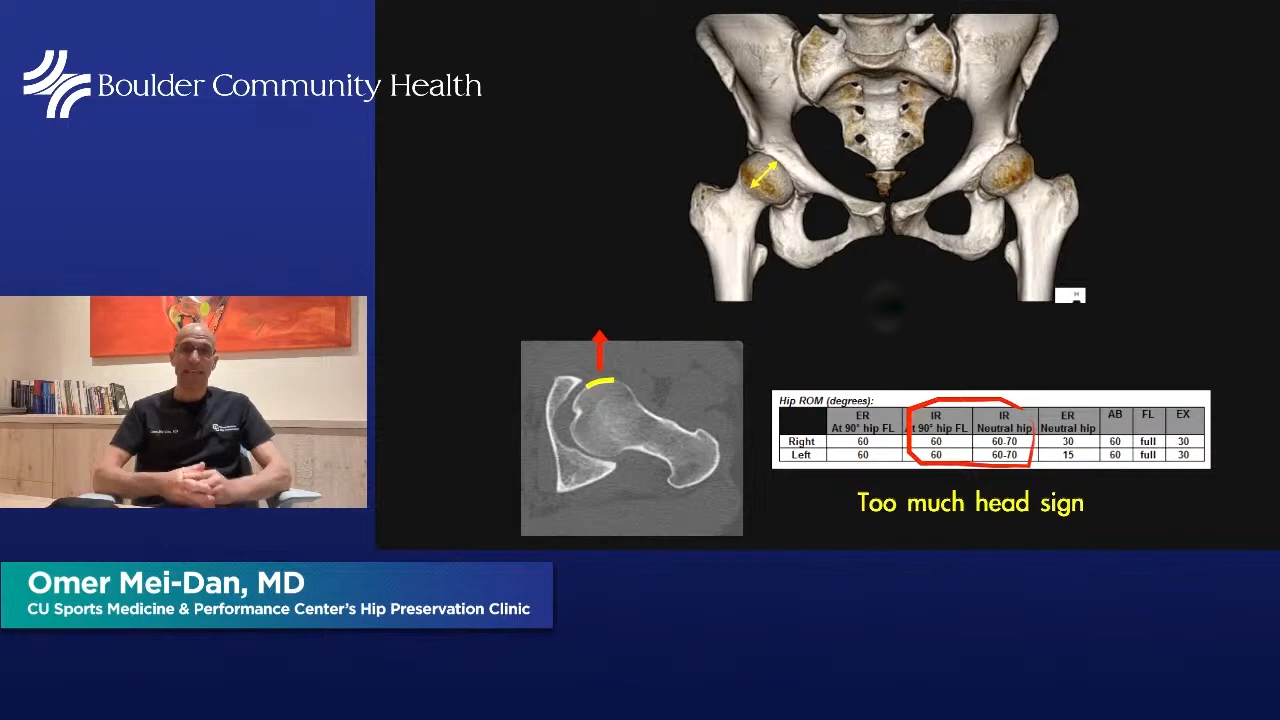 Boulder Community Health
Hip ROM (degrees):
ER IR IR ER AB FL EX
At 90° hip FL At 90° hip FL Neutral hip Neutral hip
Right 60 60 60-70 30 60 full 30
Left 60 60 60-70 15 60 full 30
Too much head sign
Omer Mei-Dan, MD
CU Sports Medicine & Performance Center's Hip Preservation Clinic